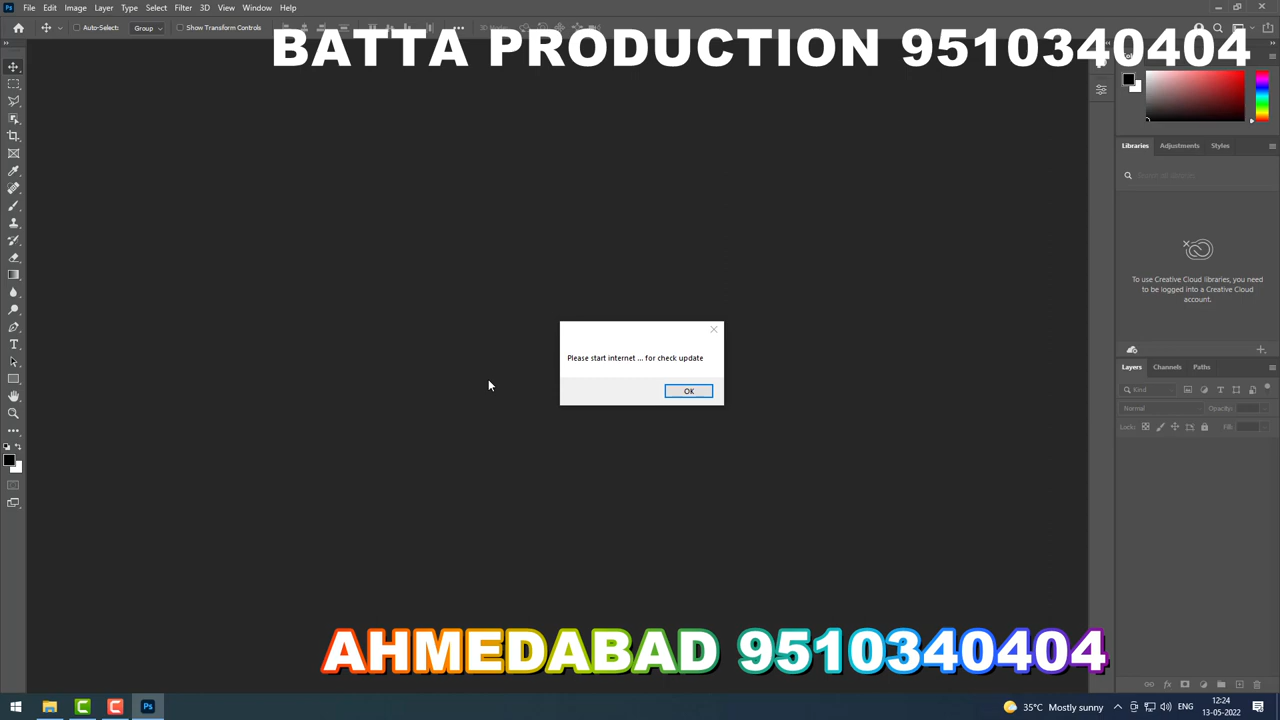 Ps File Edit Image Layer Type Select Filter 3D View Window Help
Auto-Select: Group Show Transform Controls
BATTA PRODUCTION 9510340404
Libraries Adjustments Styles
To use Creative Cloud libraries, you need
to be logged into a Creative Cloud
account.
Please start internet ... for check update
OK
Layers Channels Paths
Kind
Normal Opacity:
Lock: Fill:
AHMEDABAD 9510340404
Ps
35°C Mostly sunny ENG 12:24
13-05-2022